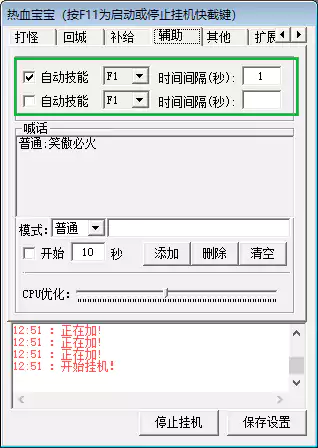 热血宝宝 (按F11为启动或停止挂机快截键)
打怪 回城 补给 辅助 其他 扩展
自动技能 F1 时间间隔(秒): 1
自动技能 F1 时间间隔(秒):
喊话
普通:笑傲必火
模式: 普通
开始 10 秒 添加 删除 清空
CPU优化:
12:51 : 正在加!
12:51 : 正在加!
12:51 : 正在加!
12:51 : 开始挂机!
停止挂机 保存设置